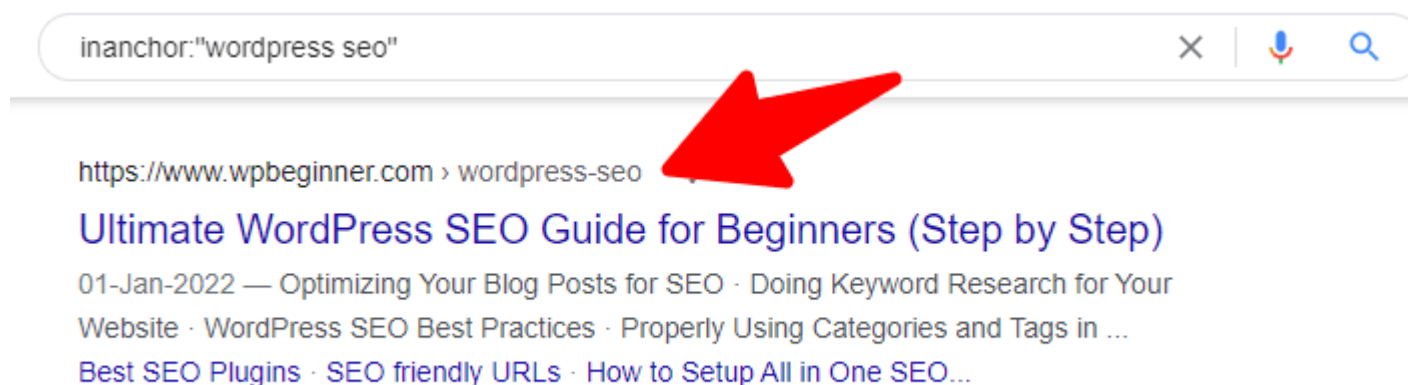 inanchor:"wordpress seo"
https://www.wpbeginner.com › wordpress-seo
Ultimate WordPress SEO Guide for Beginners (Step by Step)
01-Jan-2022 — Optimizing Your Blog Posts for SEO · Doing Keyword Research for Your
Website · WordPress SEO Best Practices · Properly Using Categories and Tags in ...
Best SEO Plugins · SEO friendly URLs · How to Setup All in One SEO...